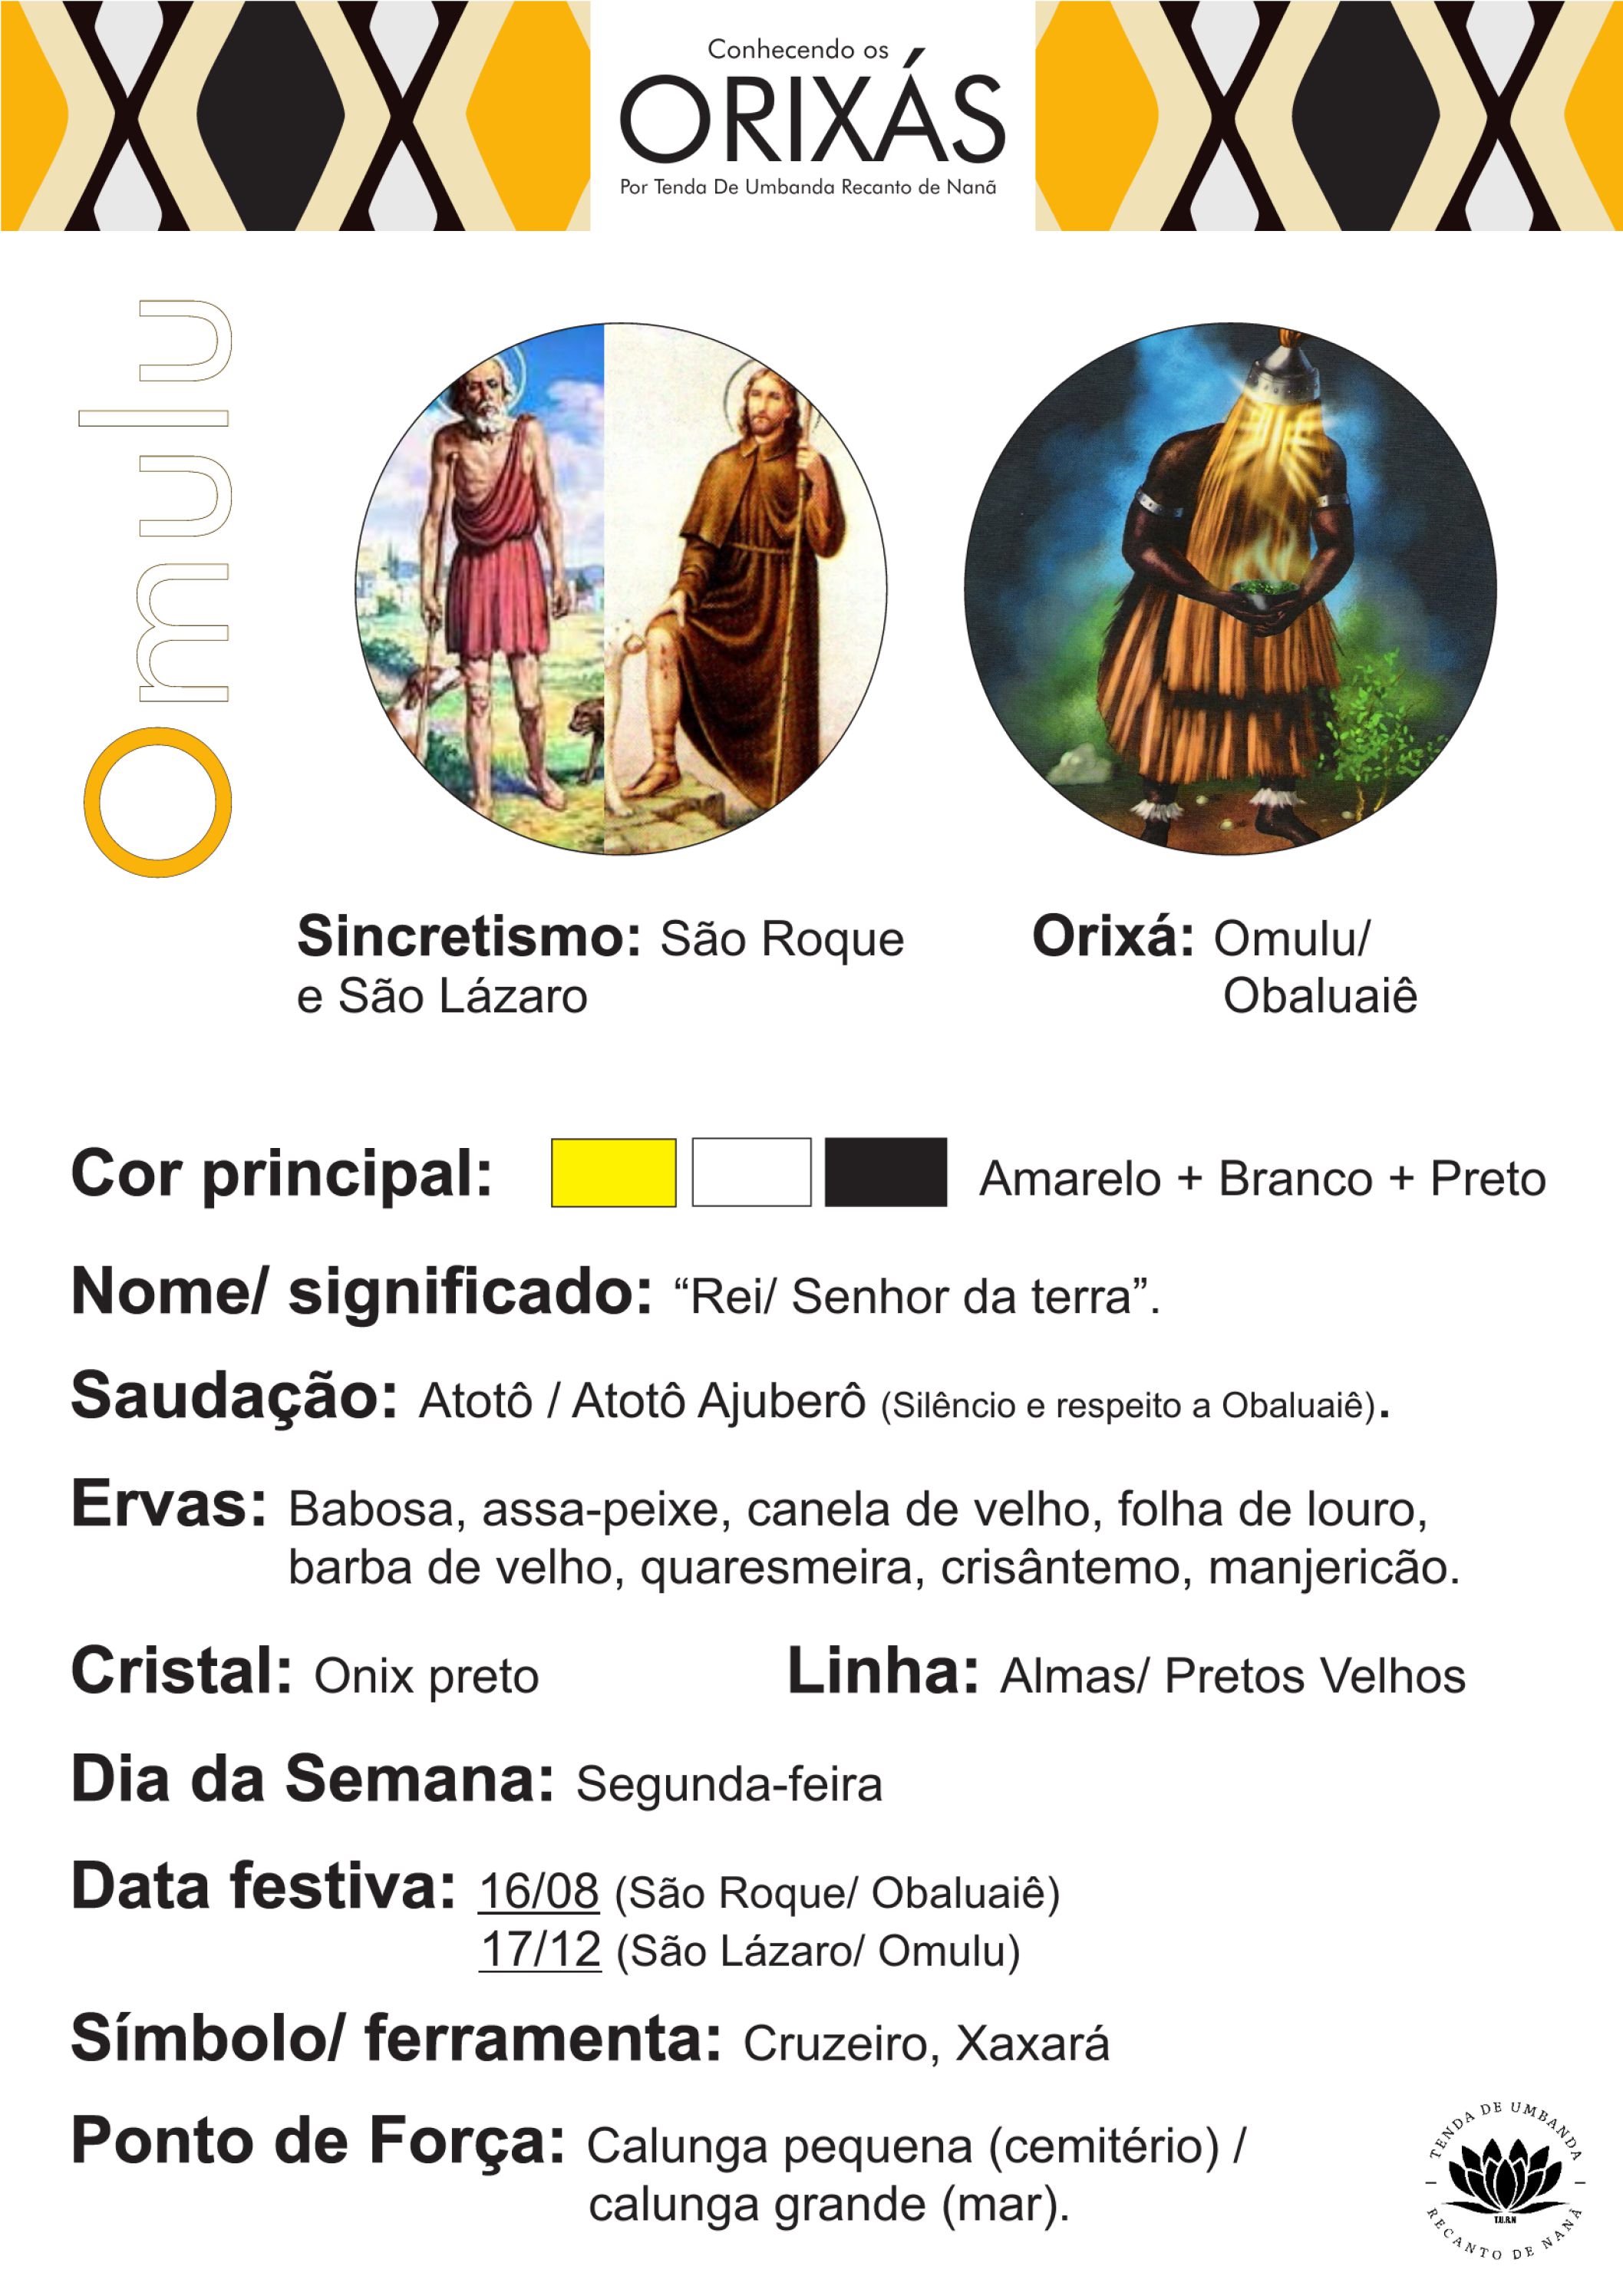 Conhecendo os
ORIXÁS
Por Tenda De Umbanda Recanto de Nanã
Omulu
Sincretismo: São Roque
e São Lázaro
Orixá: Omulu/
Obaluaiê
Cor principal: Amarelo + Branco + Preto
Nome/ significado: “Rei/ Senhor da terra”.
Saudação: Atotô / Atotô Ajuberô (Silêncio e respeito a Obaluaiê).
Ervas: Babosa, assa-peixe, canela de velho, folha de louro,
barba de velho, quaresmeira, crisântemo, manjericão.
Cristal: Onix preto
Linha: Almas/ Pretos Velhos
Dia da Semana: Segunda-feira
Data festiva: 16/08 (São Roque/ Obaluaiê)
17/12 (São Lázaro/ Omulu)
Símbolo/ ferramenta: Cruzeiro, Xaxará
Ponto de Força: Calunga pequena (cemitério) /
calunga grande (mar).
TENDA DE UMBANDA
T.U.R.N
RECANTO DE NANÃ